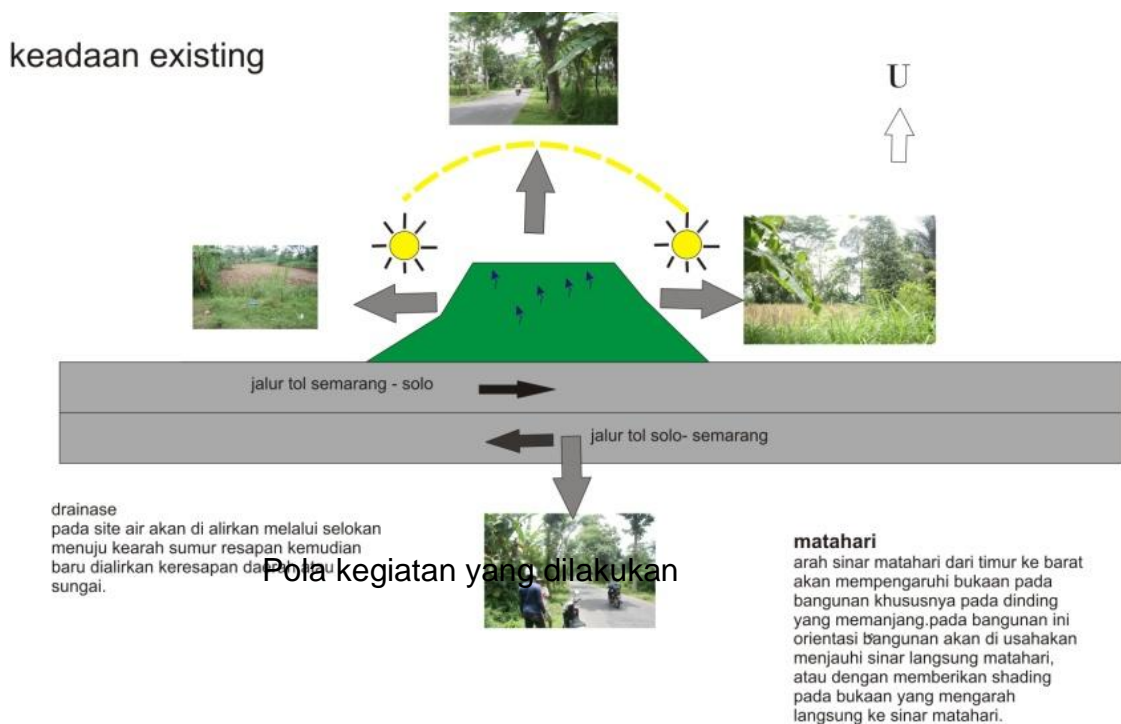 keadaan existing
U
jalur tol semarang - solo
jalur tol solo- semarang
drainase
pada site air akan di alirkan melalui selokan
menuju kearah sumur resapan kemudian
baru dialirkan keresapan daerah atau
sungai.
Pola kegiatan yang dilakukan
matahari
arah sinar matahari dari timur ke barat
akan mempengaruhi bukaan pada
bangunan khususnya pada dinding
yang memanjang.pada bangunan ini
orientasi bangunan akan di usahakan
menjauhi sinar langsung matahari,
atau dengan memberikan shading
pada bukaan yang mengarah
langsung ke sinar matahari.